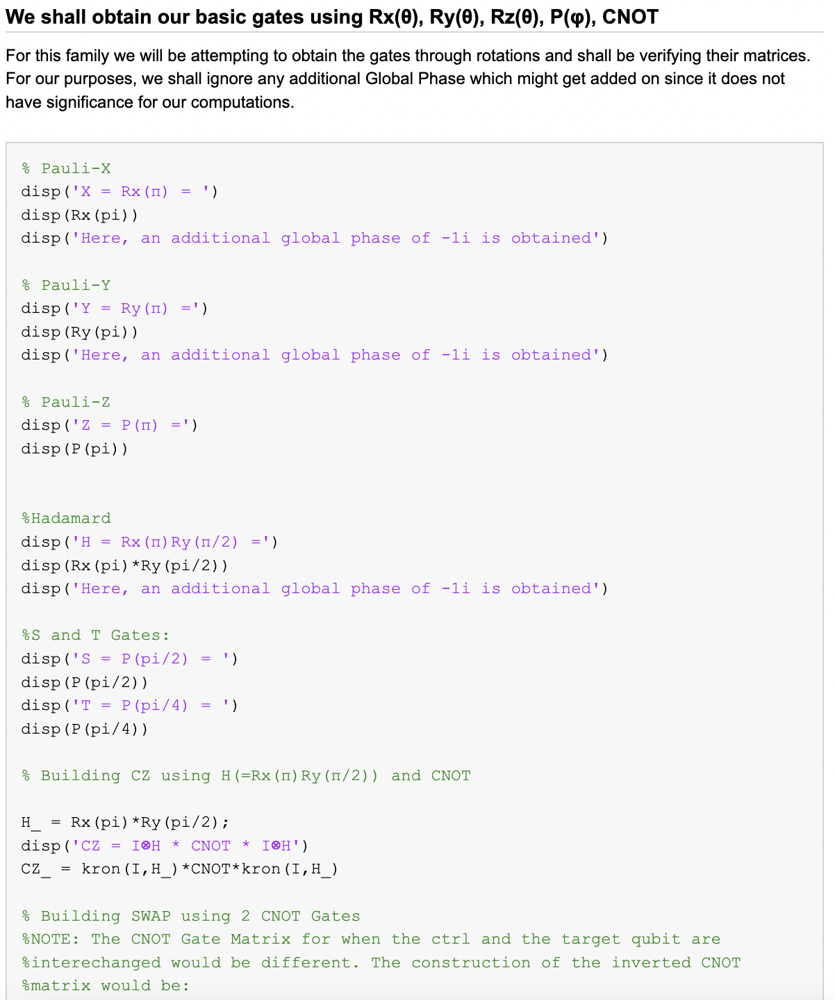 We shall obtain our basic gates using Rx(θ), Ry(θ), Rz(θ), P(φ), CNOT
For this family we will be attempting to obtain the gates through rotations and shall be verifying their matrices.
For our purposes, we shall ignore any additional Global Phase which might get added on since it does not
have significance for our computations.
% Pauli-X
disp('X = Rx(π) = ')
disp(Rx(pi))
disp('Here, an additional global phase of -1i is obtained')
% Pauli-Y
disp('Y = Ry(π) =')
disp(Ry(pi))
disp('Here, an additional global phase of -1i is obtained')
% Pauli-Z
disp('Z = P(π) =')
disp(P(pi))
%Hadamard
disp('H = Rx(π)Ry(π/2) =')
disp(Rx(pi)*Ry(pi/2))
disp('Here, an additional global phase of -1i is obtained')
%S and T Gates:
disp('S = P(pi/2) = ')
disp(P(pi/2))
disp('T = P(pi/4) = ')
disp(P(pi/4))
% Building CZ using H(=Rx(π)Ry(π/2)) and CNOT
H_ = Rx(pi)*Ry(pi/2);
disp('CZ = I⊗H * CNOT * I⊗H')
CZ_ = kron(I,H_)*CNOT*kron(I,H_)
% Building SWAP using 2 CNOT Gates
%NOTE: The CNOT Gate Matrix for when the ctrl and the target qubit are
%interechanged would be different. The construction of the inverted CNOT
%matrix would be: